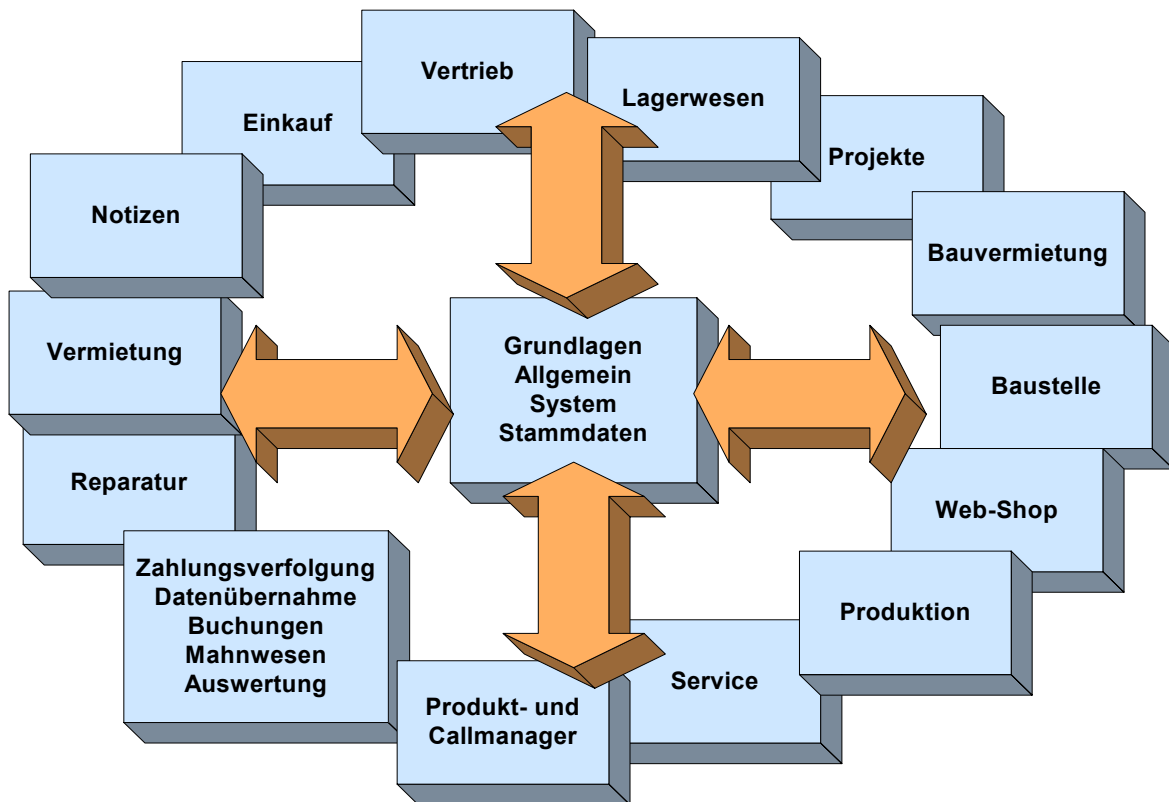 Vertrieb
Lagerwesen
Einkauf
Projekte
Notizen
Bauvermietung
Vermietung
Grundlagen
Allgemein
System
Stammdaten
Baustelle
Reparatur
Web-Shop
Zahlungsverfolgung
Datenübernahme
Buchungen
Mahnwesen
Auswertung
Produktion
Service
Produkt- und
Callmanager